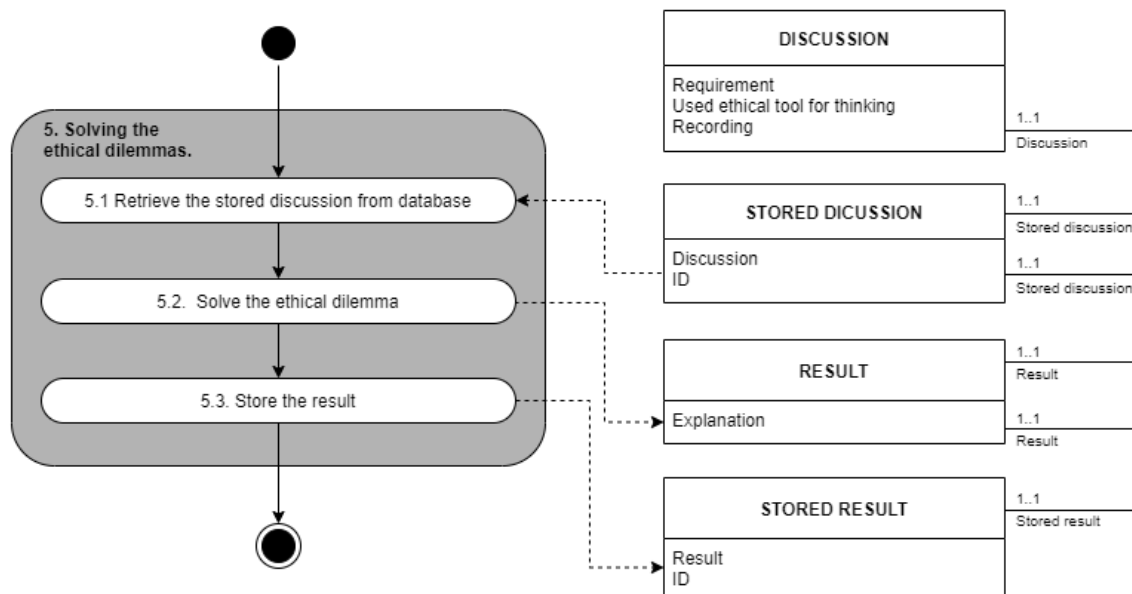 5. Solving the
ethical dilemmas.
5.1 Retrieve the stored discussion from database
5.2.  Solve the ethical dilemma
5.3. Store the result
DISCUSSION
Requirement
Used ethical tool for thinking
Recording
1..1
Discussion
STORED DICUSSION
Discussion
ID
1..1
Stored discussion
1..1
Stored discussion
RESULT
Explanation
1..1
Result
1..1
Result
STORED RESULT
Result
ID
1..1
Stored result